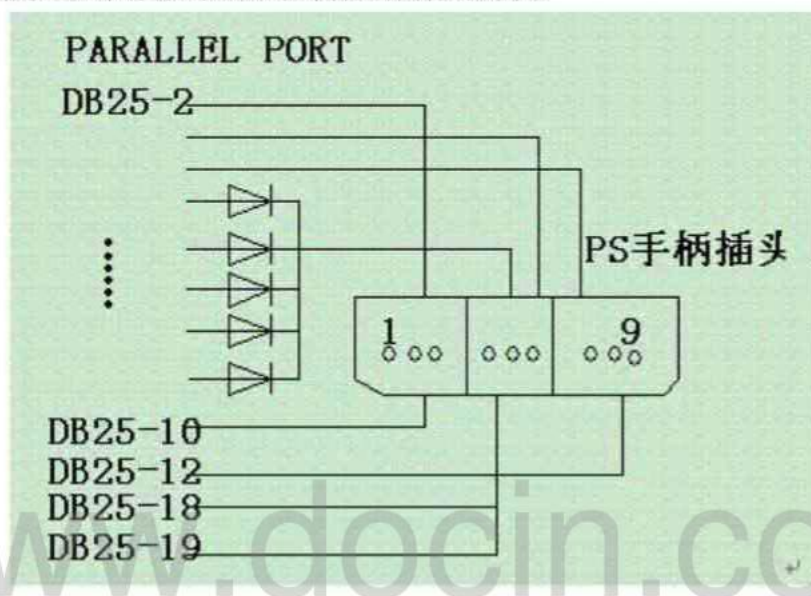 PARALLEL PORT
DB25-2
PS手柄插头
1 9
DB25-10
DB25-12
DB25-18
DB25-19
www.docin.co